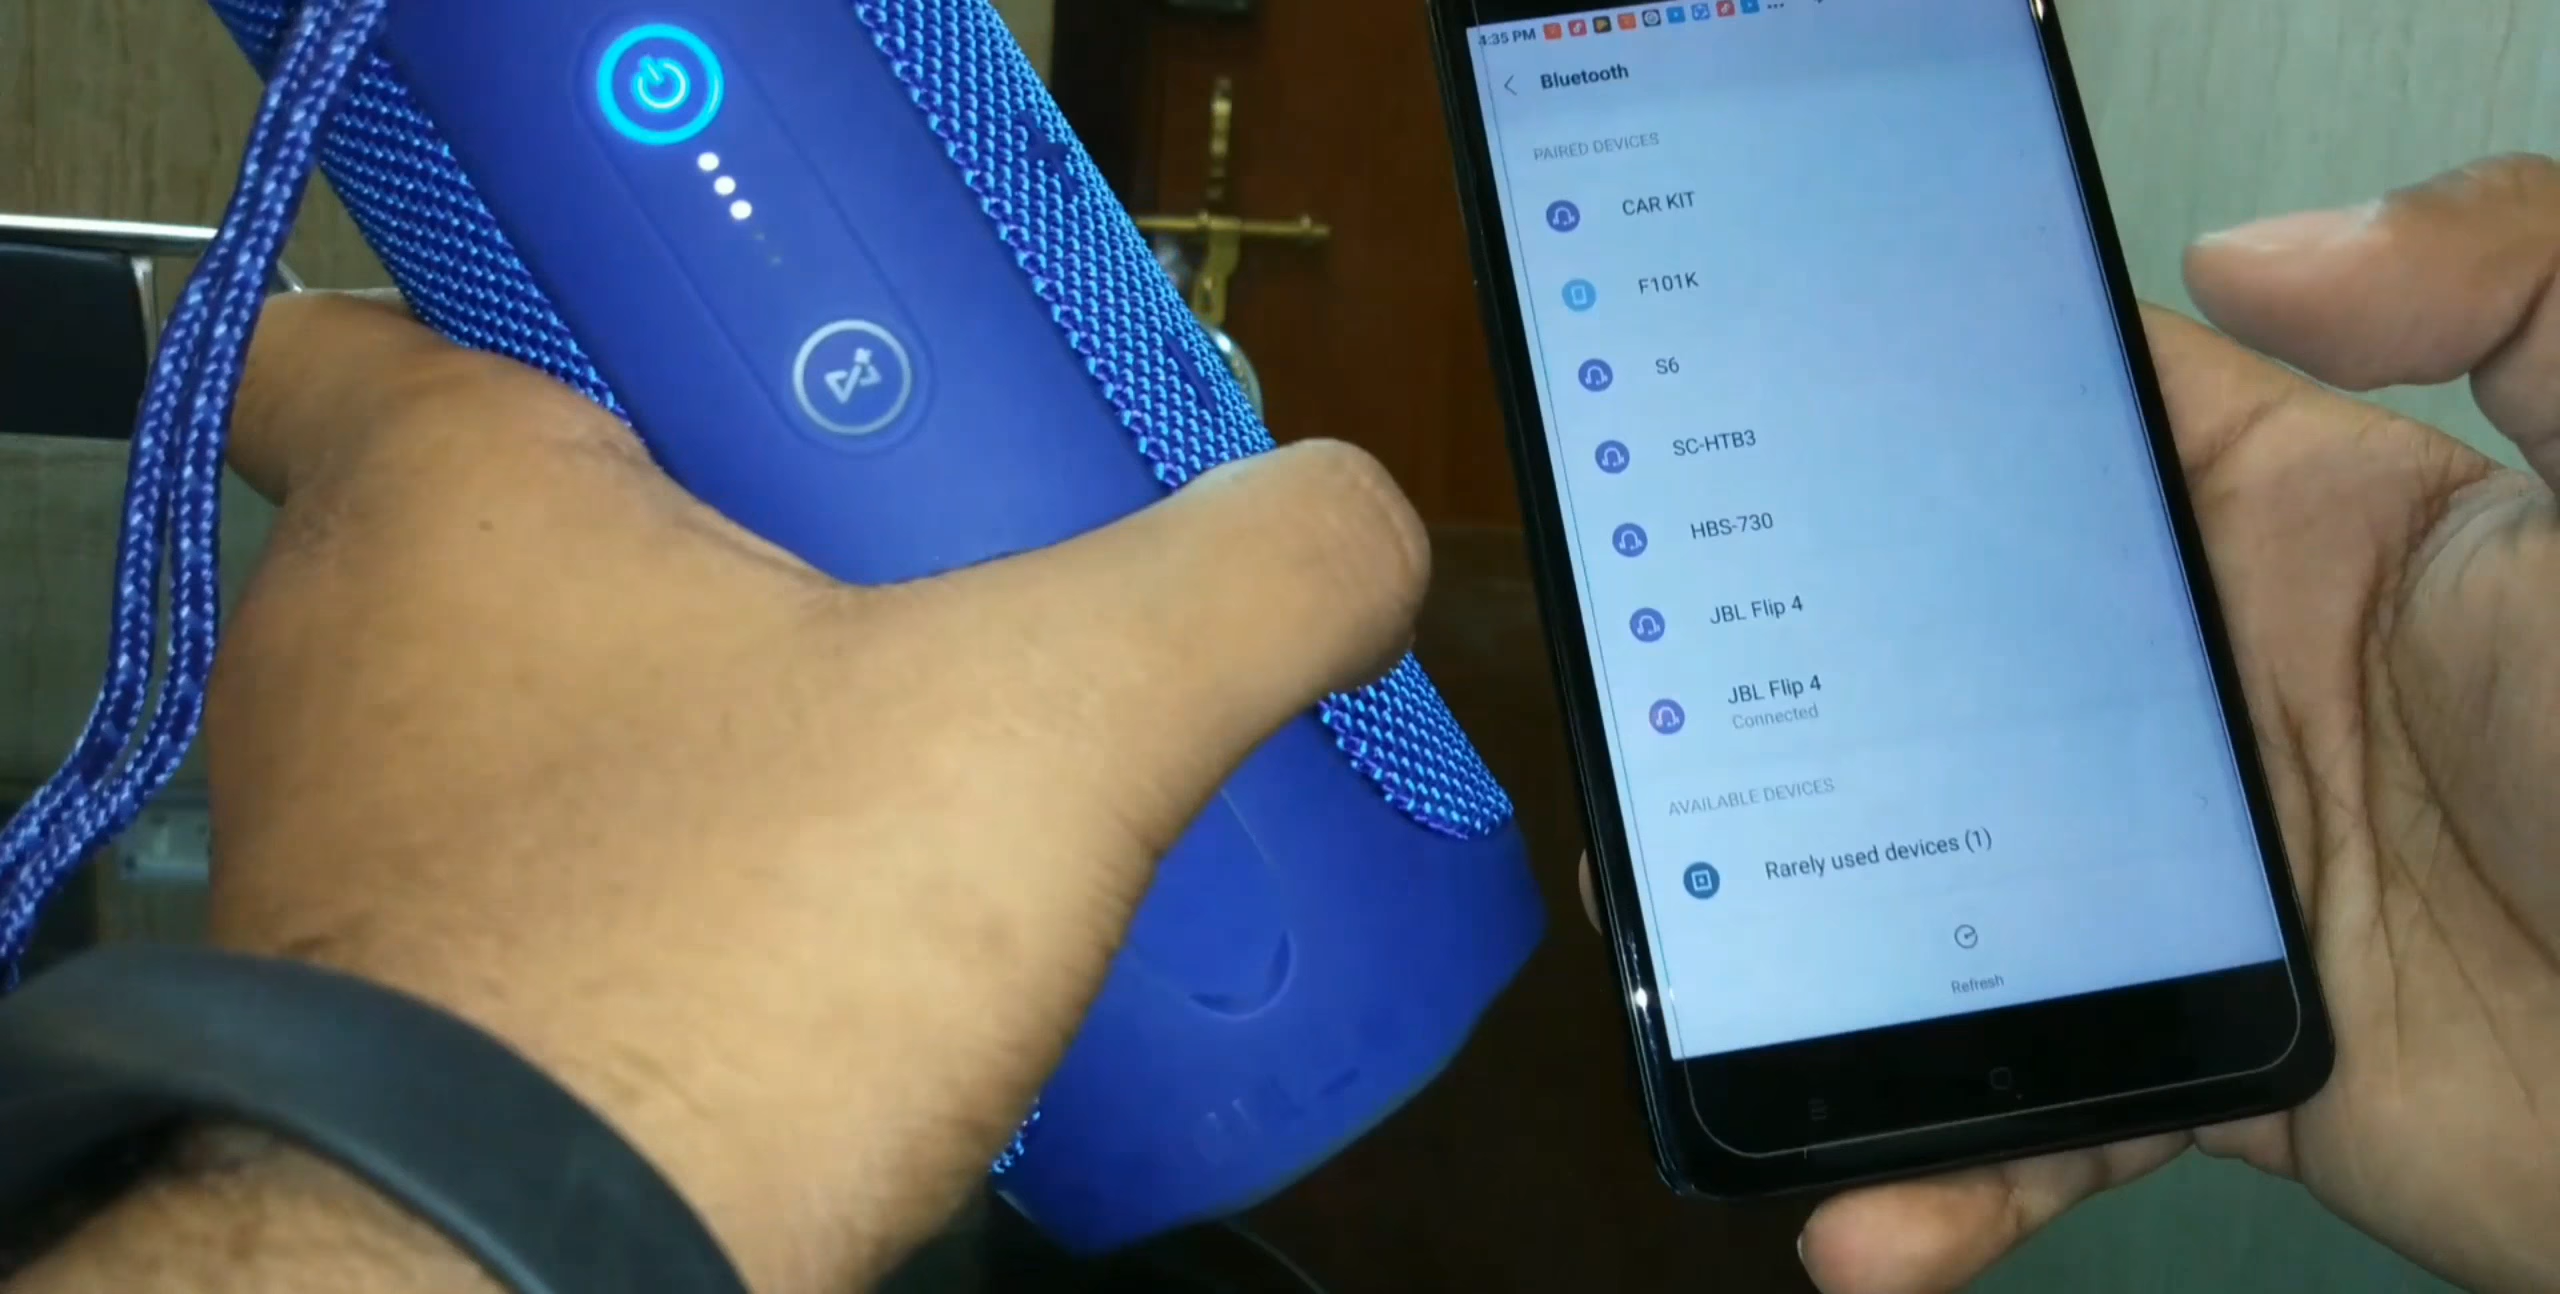 4:35 PM
Bluetooth
PAIRED DEVICES
CAR KIT
F101K
S6
SC-HTB3
HBS-730
JBL Flip 4
JBL Flip 4
Connected
AVAILABLE DEVICES
Rarely used devices (1)
Refresh